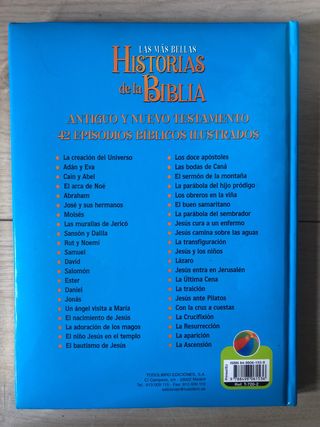 LAS MÁS BELLAS
HISTORIAS
de la BIBLIA
ANTIGUO Y NUEVO TESTAMENTO
42 EPISODIOS BÍBLICOS ILUSTRADOS
La creación del Universo
Adán y Eva
Caín y Abel
El arca de Noé
Abraham
José y sus hermanos
Moisés
Las murallas de Jericó
Sansón y Dalila
Rut y Noemí
Samuel
David
Salomón
Ester
Daniel
Jonás
Un ángel visita a María
El nacimiento de Jesús
La adoración de los magos
El niño Jesús en el templo
El bautismo de Jesús
Los doce apóstoles
Las bodas de Caná
El sermón de la montaña
La parábola del hijo pródigo
Los obreros en la viña
El buen samaritano
La parábola del sembrador
Jesús cura a un enfermo
Jesús camina sobre las aguas
La transfiguración
Jesús y los niños
Lázaro
Jesús entra en Jerusalén
La Última Cena
La traición
Jesús ante Pilatos
Con la cruz a cuestas
La Crucifixión
La Resurrección
La aparición
La Ascensión
TODOLIBRO EDICIONES, S.A.